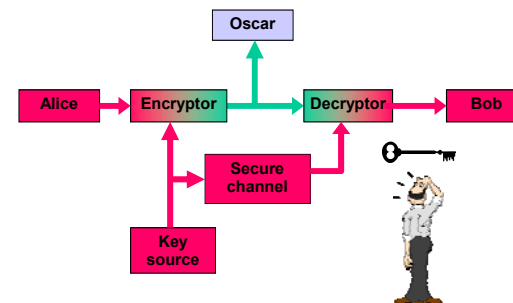 Oscar
Alice
Encryptor
Decryptor
Bob
Secure
channel
Key
source